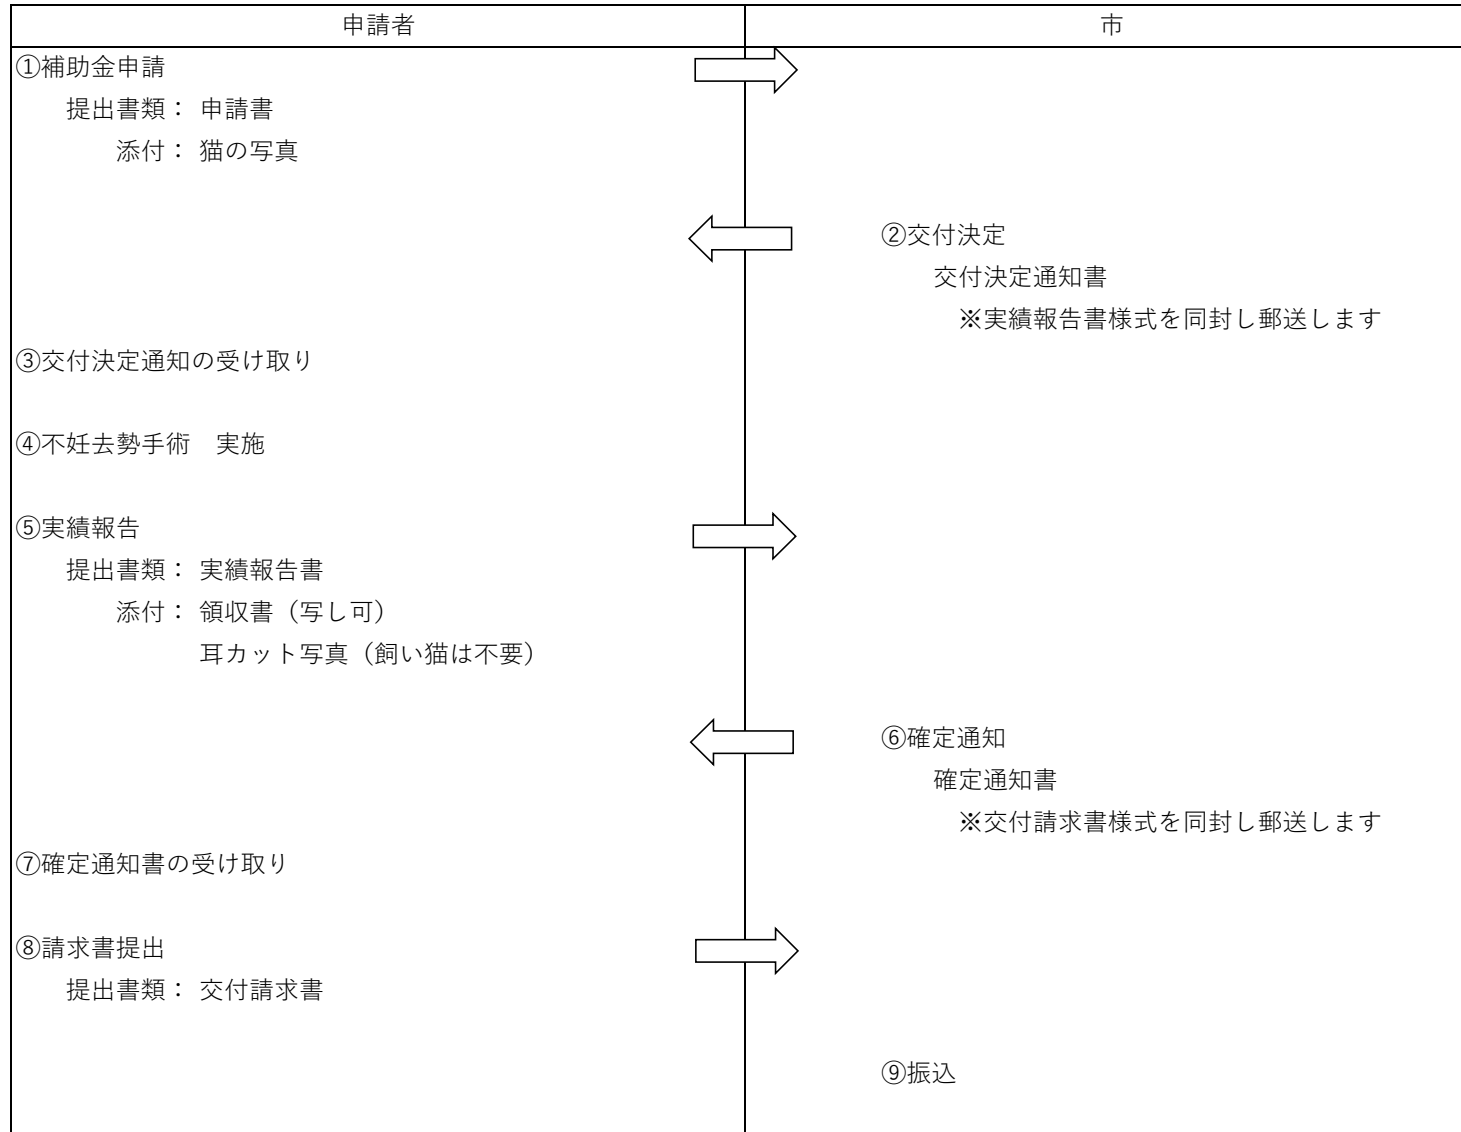 申請者 市
①補助金申請
提出書類： 申請書
添付： 猫の写真
②交付決定
交付決定通知書
※実績報告書様式を同封し郵送します
③交付決定通知の受け取り
④不妊去勢手術　実施
⑤実績報告
提出書類： 実績報告書
添付： 領収書（写し可）
耳カット写真（飼い猫は不要）
⑥確定通知
確定通知書
※交付請求書様式を同封し郵送します
⑦確定通知書の受け取り
⑧請求書提出
提出書類： 交付請求書
⑨振込